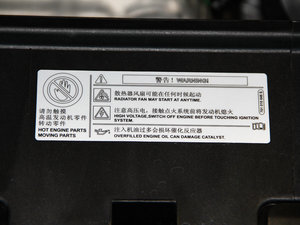 警告! WARNING!
散热器风扇可能在任何时候起动
RADIATOR FAN MAY START AT ANYTIME.
请勿触摸
高温发动机零件
转动零件
HOT ENGINE PARTS
MOVING PARTS
注意高压电，接触点火系统前将发动机熄火
HIGH VOLTAGE,SWITCH OFF ENGINE BEFORE TOUCHING IGNITION
SYSTEM.
注入机油过多会损坏催化反应器
OVERFILLED ENGINE OIL CAN DAMAGE CATALYST.